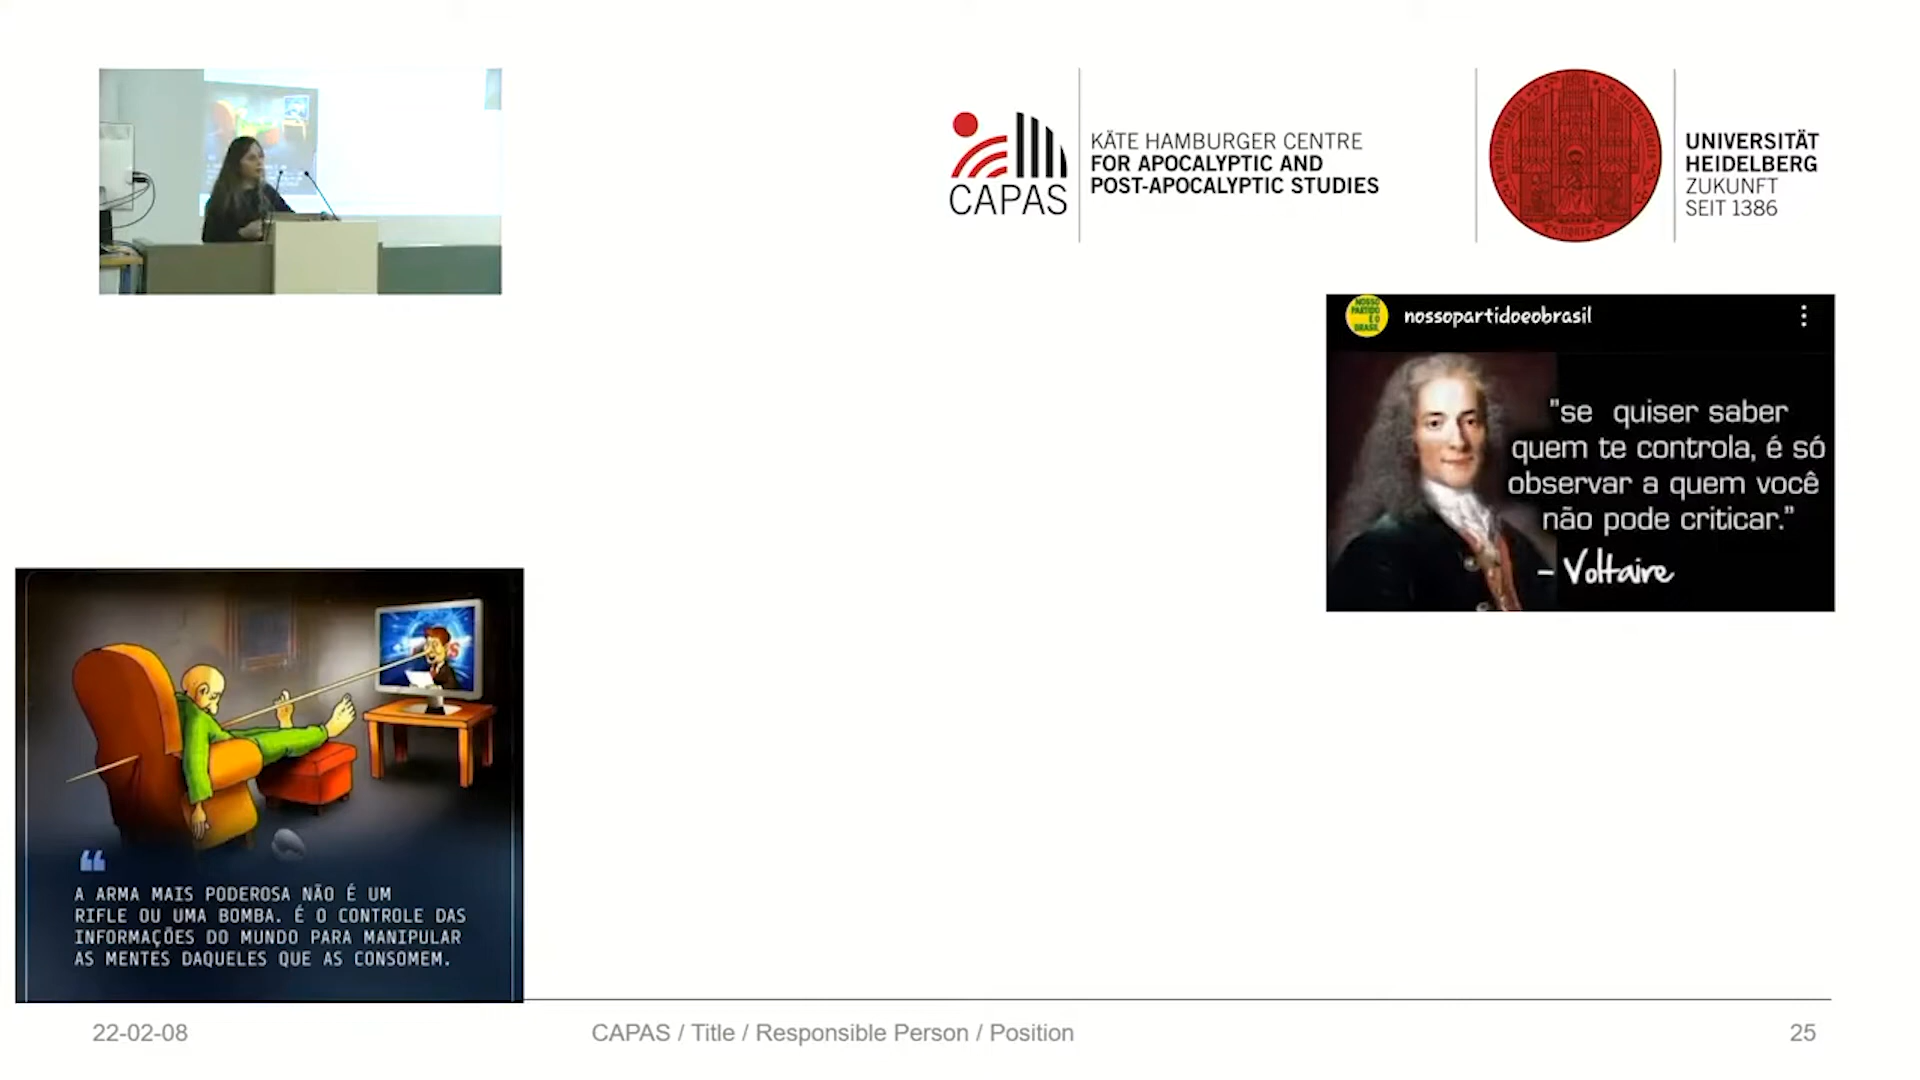 CAPAS
KÄTE HAMBURGER CENTRE
FOR APOCALYPTIC AND
POST-APOCALYPTIC STUDIES
UNIVERSITÄT
HEIDELBERG
ZUKUNFT
SEIT 1386
NOSSO
PARTIDO
É O
BRASIL
nossopartidoeobrasil
"se quiser saber
quem te controla, é só
observar a quem você
não pode criticar."
- Voltaire
“
A ARMA MAIS PODEROSA NÃO É UM
RIFLE OU UMA BOMBA. É O CONTROLE DAS
INFORMAÇÕES DO MUNDO PARA MANIPULAR
AS MENTES DAQUELES QUE AS CONSOMEM.
22-02-08
CAPAS / Title / Responsible Person / Position
25